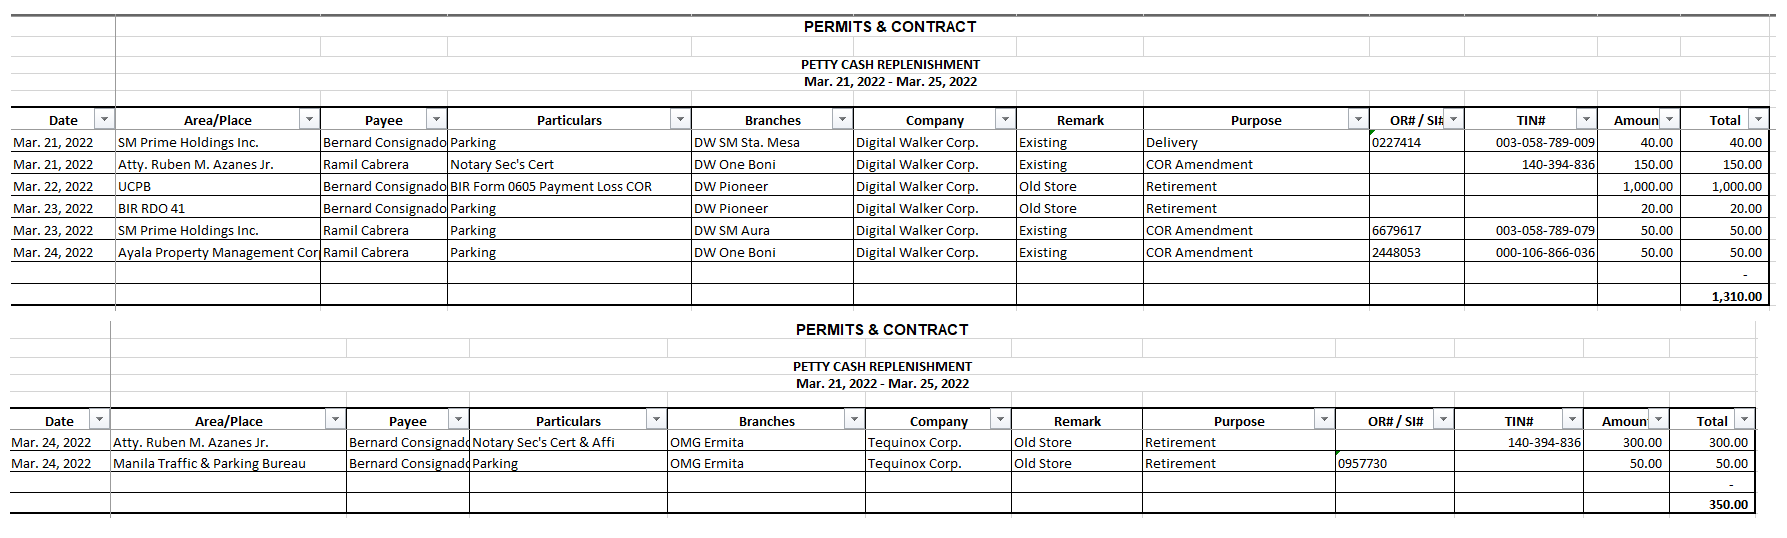 PERMITS & CONTRACT
PETTY CASH REPLENISHMENT
Mar. 21, 2022 - Mar. 25, 2022
Date Area/Place Payee Particulars Branches Company Remark Purpose OR# / SI# TIN# Amoun Total
Mar. 21, 2022 SM Prime Holdings Inc. Bernard Consignado Parking DW SM Sta. Mesa Digital Walker Corp. Existing Delivery 0227414 003-058-789-009 40.00 40.00
Mar. 21, 2022 Atty. Ruben M. Azanes Jr. Ramil Cabrera Notary Sec's Cert DW One Boni Digital Walker Corp. Existing COR Amendment 140-394-836 150.00 150.00
Mar. 22, 2022 UCPB Bernard Consignado BIR Form 0605 Payment Loss COR DW Pioneer Digital Walker Corp. Old Store Retirement 1,000.00 1,000.00
Mar. 23, 2022 BIR RDO 41 Bernard Consignado Parking DW Pioneer Digital Walker Corp. Old Store Retirement 20.00 20.00
Mar. 23, 2022 SM Prime Holdings Inc. Ramil Cabrera Parking DW SM Aura Digital Walker Corp. Existing COR Amendment 6679617 003-058-789-079 50.00 50.00
Mar. 24, 2022 Ayala Property Management Cor Ramil Cabrera Parking DW One Boni Digital Walker Corp. Existing COR Amendment 2448053 000-106-866-036 50.00 50.00
-
1,310.00
PERMITS & CONTRACT
PETTY CASH REPLENISHMENT
Mar. 21, 2022 - Mar. 25, 2022
Date Area/Place Payee Particulars Branches Company Remark Purpose OR# / SI# TIN# Amoun Total
Mar. 24, 2022 Atty. Ruben M. Azanes Jr. Bernard Consignado Notary Sec's Cert & Affi OMG Ermita Tequinox Corp. Old Store Retirement 140-394-836 300.00 300.00
Mar. 24, 2022 Manila Traffic & Parking Bureau Bernard Consignado Parking OMG Ermita Tequinox Corp. Old Store Retirement 0957730 50.00 50.00
-
350.00